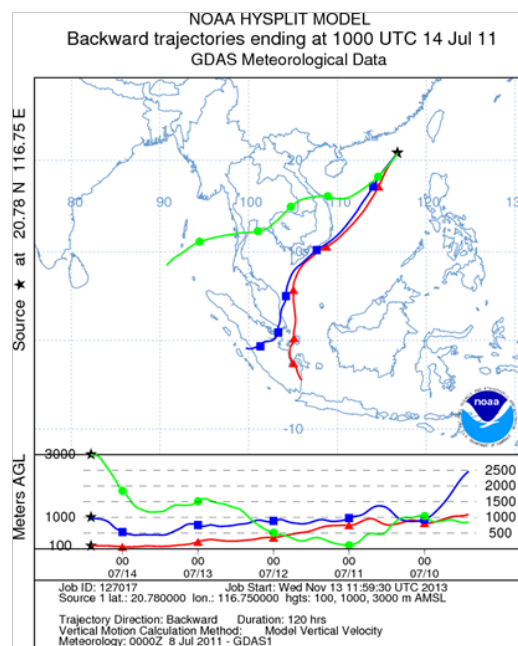 NOAA HYSPLIT MODEL
Backward trajectories ending at 1000 UTC 14 Jul 11
GDAS Meteorological Data
Source ★ at 20.78 N 116.75 E
80
90
100
110
120
-10
noaa
Meters AGL
3000
1000
100
2500
2000
1500
1000
500
00 00 00 00 00
07/14 07/13 07/12 07/11 07/10
Job ID: 127017 Job Start: Wed Nov 13 11:59:30 UTC 2013
Source 1 lat.: 20.780000 lon.: 116.750000 hgts: 100, 1000, 3000 m AMSL
Trajectory Direction: Backward Duration: 120 hrs
Vertical Motion Calculation Method: Model Vertical Velocity
Meteorology: 0000Z 8 Jul 2011 - GDAS1